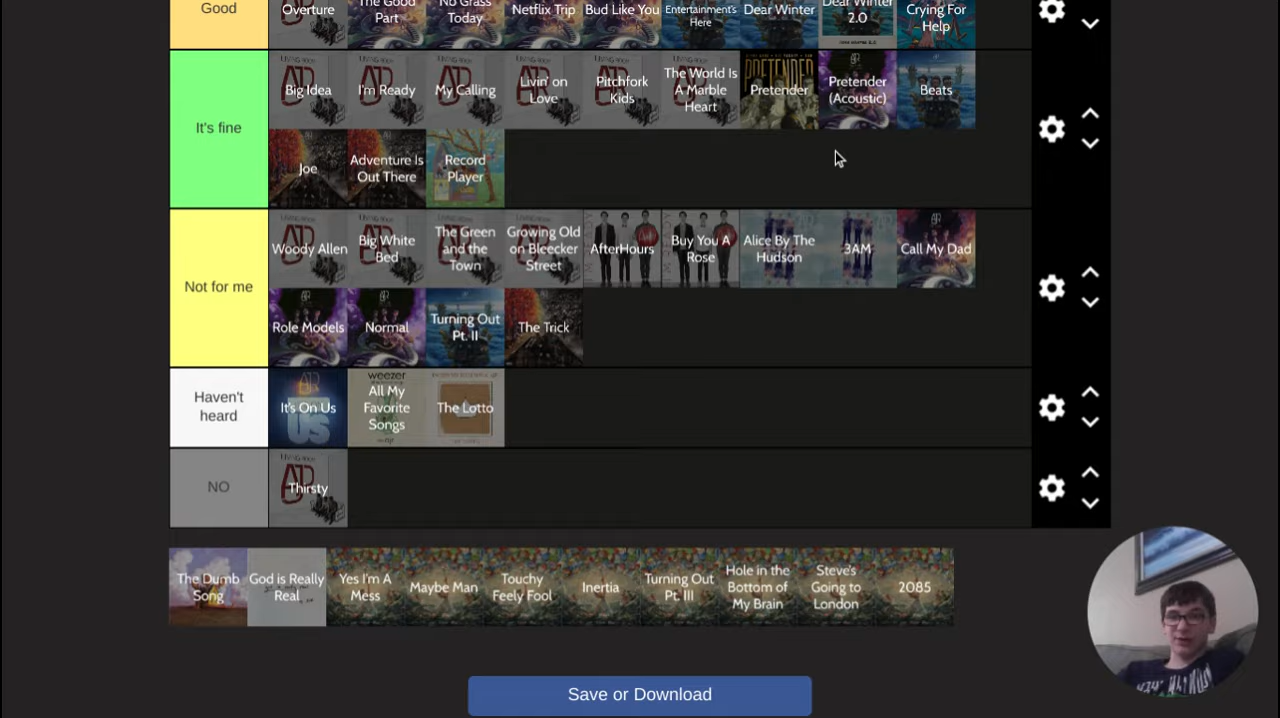 Good
Overture
The Good Part
No Grass Today
Netflix Trip
Bud Like You
Entertainment's Here
Dear Winter
Dear Winter 2.0
Crying For Help
It's fine
Big Idea
I'm Ready
My Calling
Livin' on Love
Pitchfork Kids
The World Is A Marble Heart
PRETENDER
Pretender
Pretender (Acoustic)
Beats
Joe
Adventure Is Out There
Record Player
Not for me
Woody Allen
Big White Bed
The Green and the Town
Growing Old on Bleecker Street
AfterHours
Buy You A Rose
Alice By The Hudson
3AM
Call My Dad
Role Models
Normal
Turning Out Pt. II
The Trick
Haven't heard
It's On Us
weezer
All My Favorite Songs
The Lotto
NO
Thirsty
The Dumb Song
God is Really Real
Yes I'm A Mess
Maybe Man
Touchy Feely Fool
Inertia
Turning Out Pt. III
Hole in the Bottom of My Brain
Steve's Going to London
2085
Save or Download